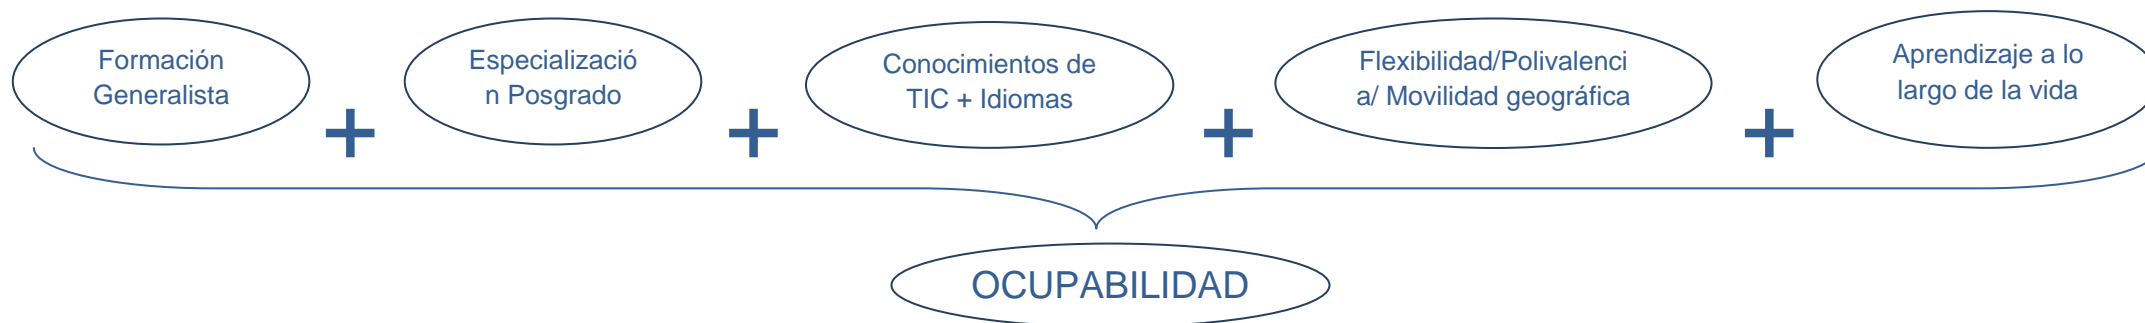 Formación
Generalista
Especializació
n Posgrado
Conocimientos de
TIC + Idiomas
Flexibilidad/Polivalenci
a/ Movilidad geográfica
Aprendizaje a lo
largo de la vida
+
+
+
+
OCUPABILIDAD